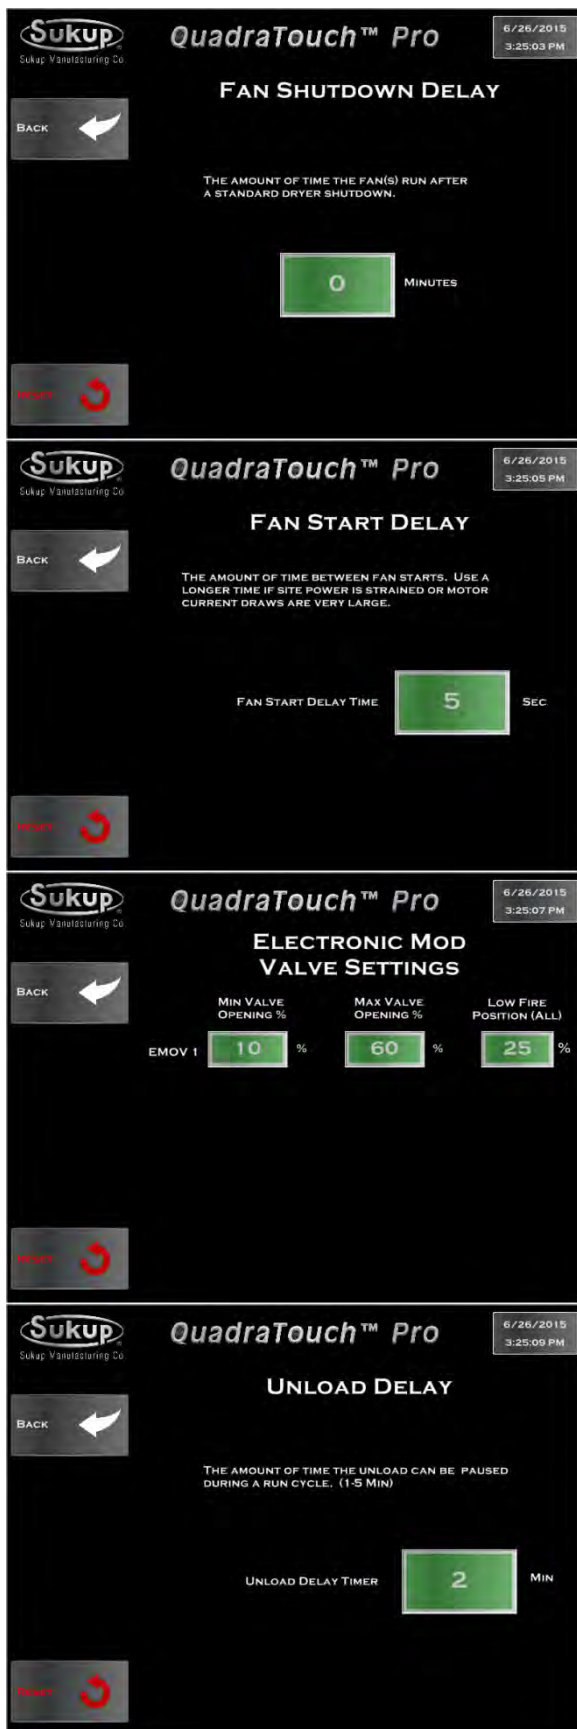 Sukup®
Sukup Manufacturing Co.
QuadraTouch™ Pro
6/26/2015
3:25:03 PM
BACK
FAN SHUTDOWN DELAY
THE AMOUNT OF TIME THE FAN(S) RUN AFTER
A STANDARD DRYER SHUTDOWN.
0 MINUTES
RESET
Sukup®
Sukup Manufacturing Co.
QuadraTouch™ Pro
6/26/2015
3:25:05 PM
FAN START DELAY
BACK
THE AMOUNT OF TIME BETWEEN FAN STARTS. USE A
LONGER TIME IF SITE POWER IS STRAINED OR MOTOR
CURRENT DRAWS ARE VERY LARGE.
FAN START DELAY TIME 5 SEC
RESET
Sukup®
Sukup Manufacturing Co.
QuadraTouch™ Pro
6/26/2015
3:25:07 PM
ELECTRONIC MOD
VALVE SETTINGS
BACK
MIN VALVE
OPENING %
MAX VALVE
OPENING %
LOW FIRE
POSITION (ALL)
EMOV 1 10 % 60 % 25 %
RESET
Sukup®
Sukup Manufacturing Co.
QuadraTouch™ Pro
6/26/2015
3:25:09 PM
UNLOAD DELAY
BACK
THE AMOUNT OF TIME THE UNLOAD CAN BE PAUSED
DURING A RUN CYCLE. (1-5 MIN)
UNLOAD DELAY TIMER 2 MIN
RESET